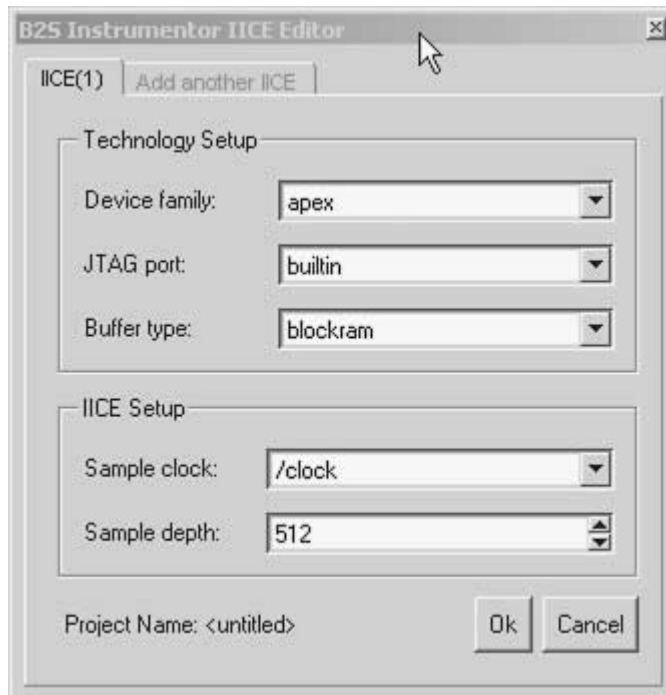 B2S Instrumentor IICE Editor
IICE(1) Add another IICE
Technology Setup
Device family: apex
JTAG port: builtin
Buffer type: blockram
IICE Setup
Sample clock: /clock
Sample depth: 512
Project Name: <untitled> Ok Cancel